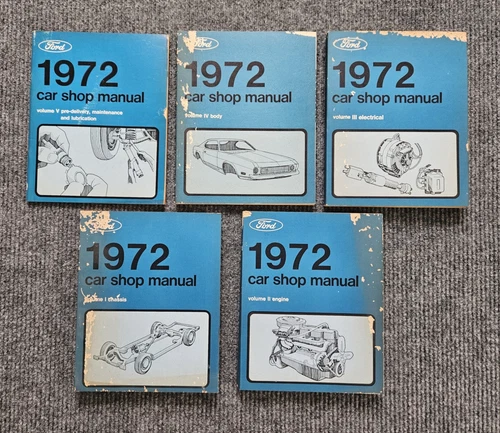 Ford
1972
car shop manual
volume V pre-delivery, maintenance
and lubrication
Ford
1972
car shop manual
volume IV body
Ford
1972
car shop manual
volume III electrical
Ford
1972
car shop manual
volume I chassis
Ford
1972
car shop manual
volume II engine